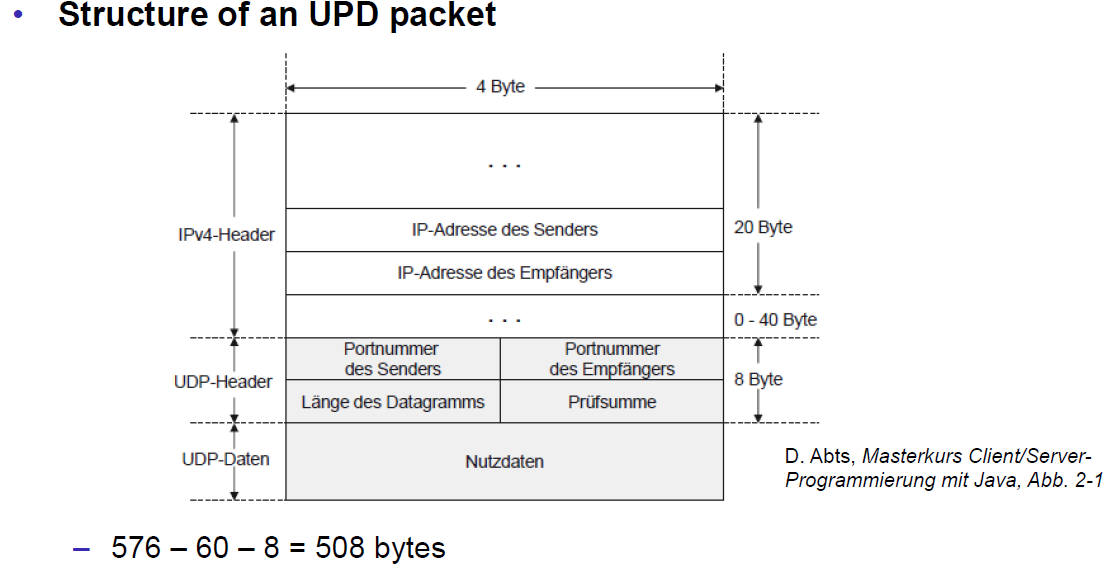 • Structure of an UPD packet
4 Byte
. . .
IP-Adresse des Senders
20 Byte
IPv4-Header
IP-Adresse des Empfängers
. . .
0 - 40 Byte
Portnummer
des Senders
Portnummer
des Empfängers
UDP-Header
8 Byte
Länge des Datagramms
Prüfsumme
UDP-Daten
Nutzdaten
D. Abts, Masterkurs Client/Server-
Programmierung mit Java, Abb. 2-1
– 576 – 60 – 8 = 508 bytes